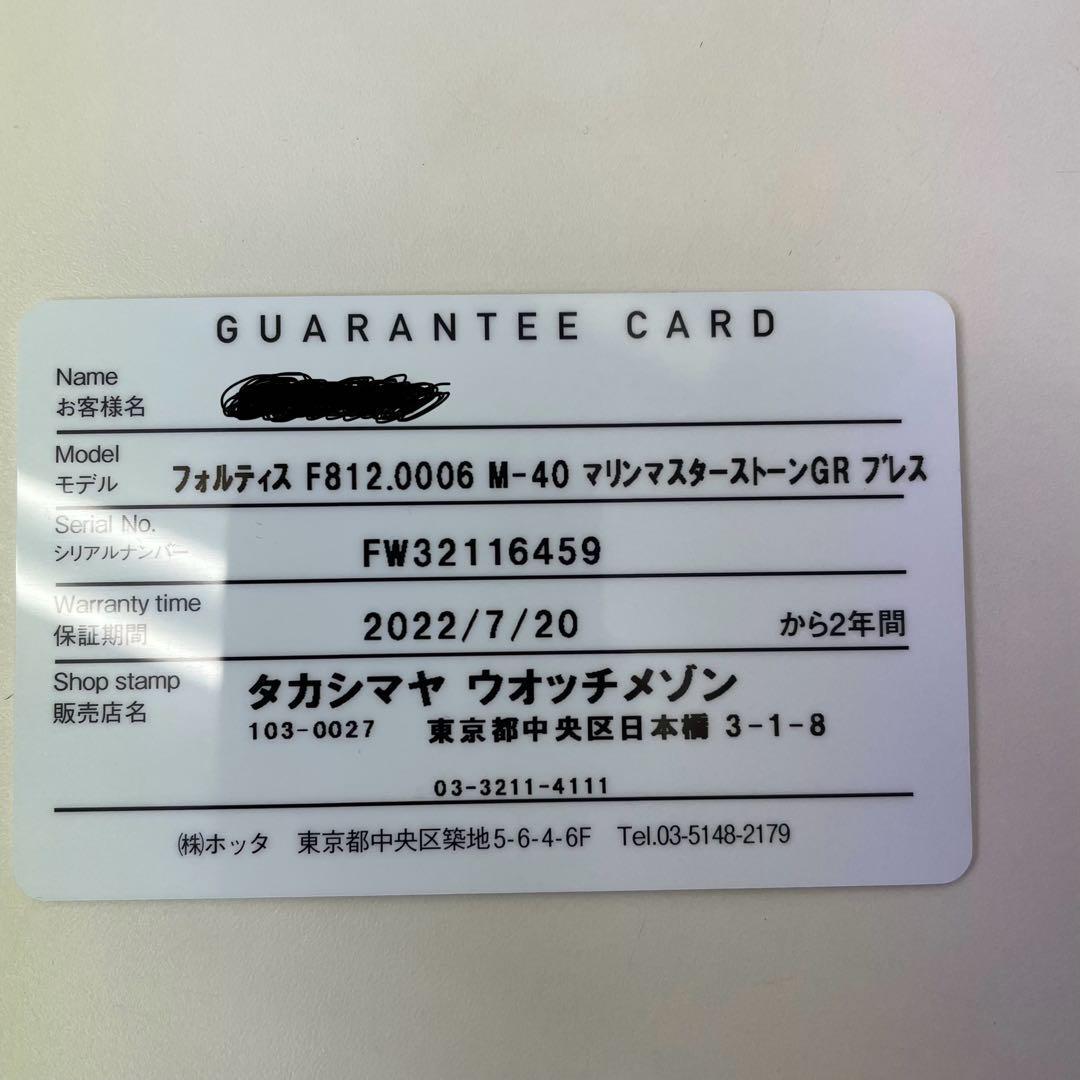 GUARANTEE CARD
Name
お客様名
Model
モデル
フォルティス F812.0006 M-40 マリンマスターストーンGR ブレス
Serial No.
シリアルナンバー
FW32116459
Warranty time
保証期間
2022/7/20 から2年間
Shop stamp
販売店名
タカシマヤ ウオッチメゾン
103-0027 東京都中央区日本橋 3-1-8
03-3211-4111
㈱ホッタ 東京都中央区築地5-6-4-6F Tel.03-5148-2179